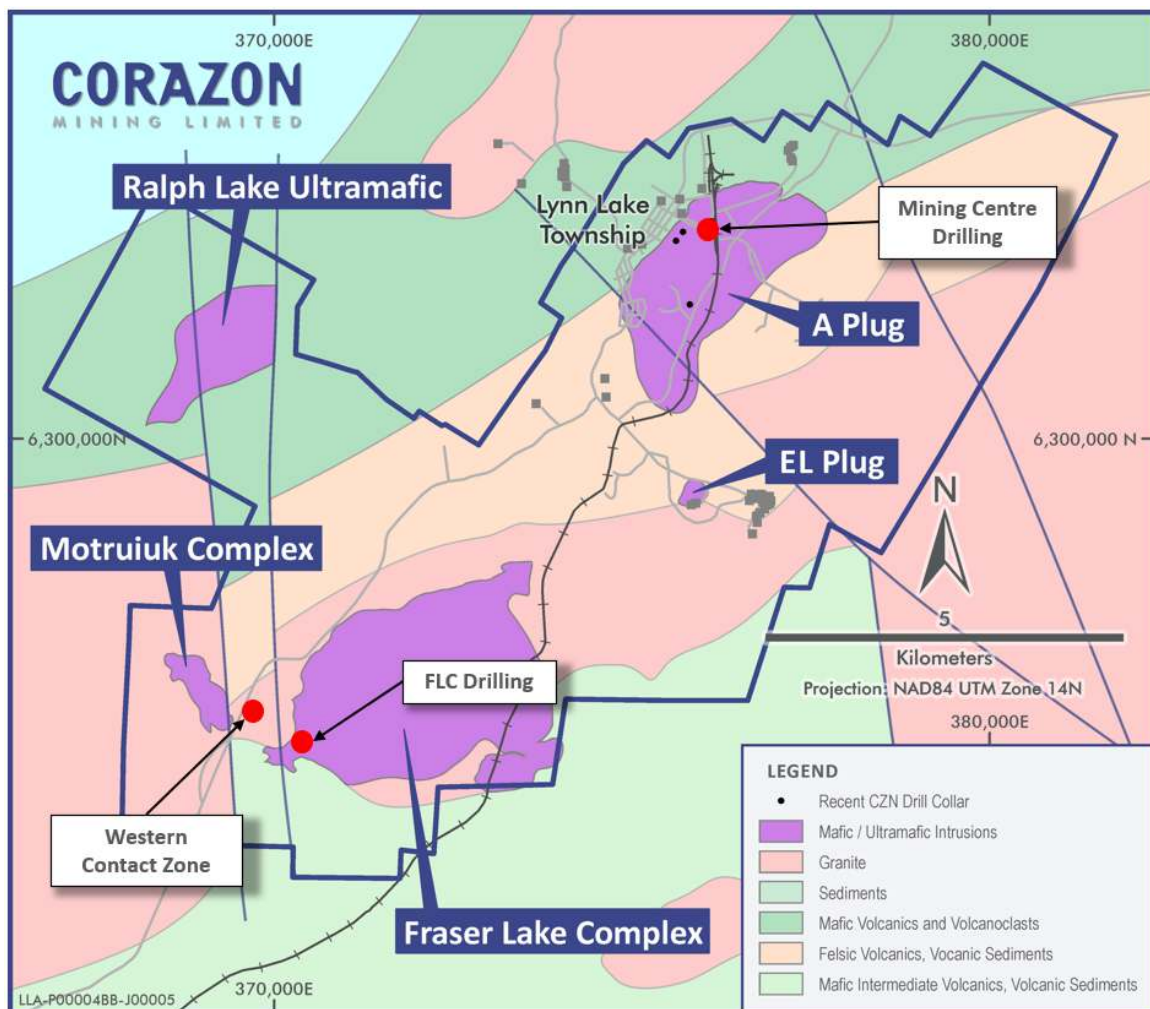 370,000E
380,000E
CORAZON
MINING LIMITED
Ralph Lake Ultramafic
Lynn Lake
Township
Mining Centre
Drilling
A Plug
6,300,000N
6,300,000 N
EL Plug
N
Motruiuk Complex
5
Kilometers
Projection: NAD84 UTM Zone 14N
FLC Drilling
380,000E
Western
Contact Zone
Fraser Lake Complex
LEGEND
Recent CZN Drill Collar
Mafic / Ultramafic Intrusions
Granite
Sediments
Mafic Volcanics and Volcanoclasts
Felsic Volcanics, Vocanic Sediments
Mafic Intermediate Volcanics, Volcanic Sediments
LLA-P00004BB-J00005
370,000E